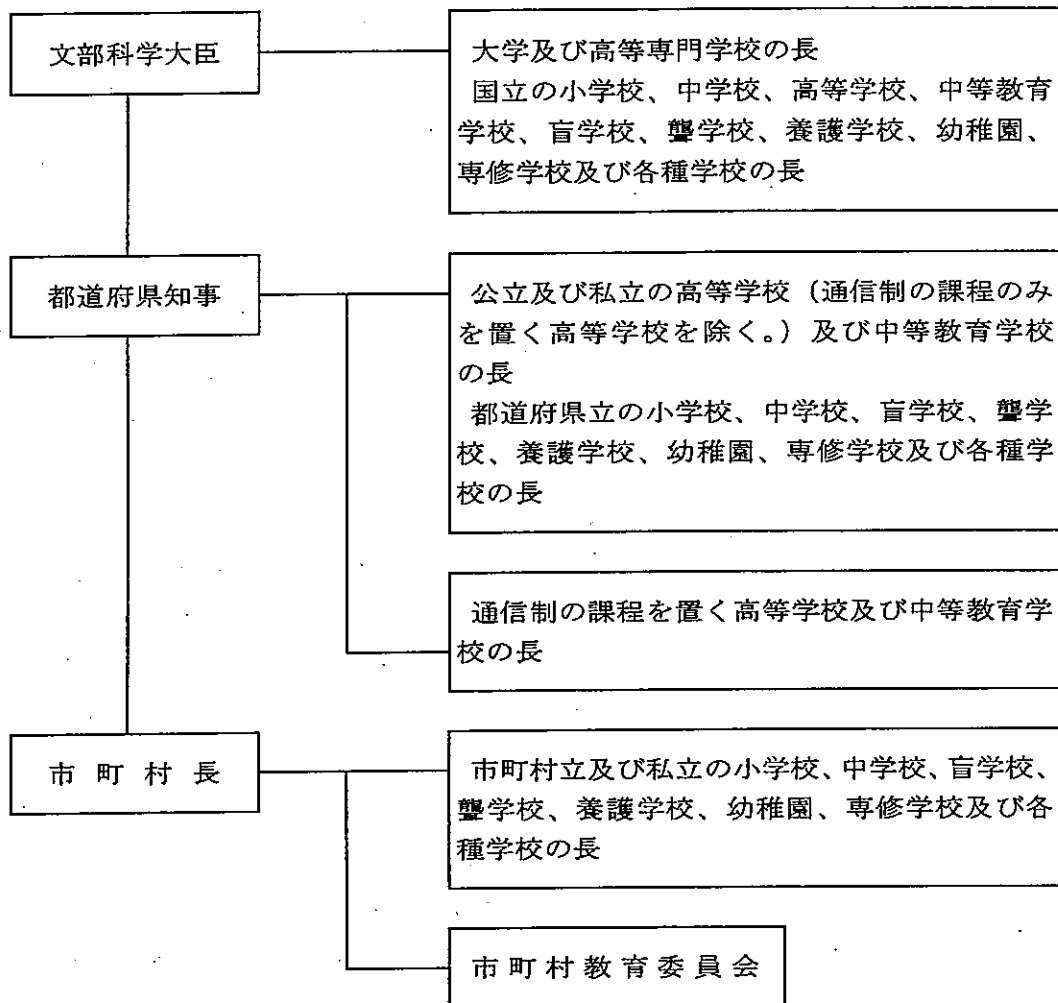 文部科学大臣
大学及び高等専門学校の長
国立の小学校、中学校、高等学校、中等教育
学校、盲学校、聾学校、養護学校、幼稚園、
専修学校及び各種学校の長
都道府県知事
公立及び私立の高等学校（通信制の課程のみ
を置く高等学校を除く。）及び中等教育学校
の長
都道府県立の小学校、中学校、盲学校、聾学
校、養護学校、幼稚園、専修学校及び各種学
校の長
通信制の課程を置く高等学校及び中等教育学
校の長
市町村長
市町村立及び私立の小学校、中学校、盲学校、
聾学校、養護学校、幼稚園、専修学校及び各
種学校の長
市町村教育委員会